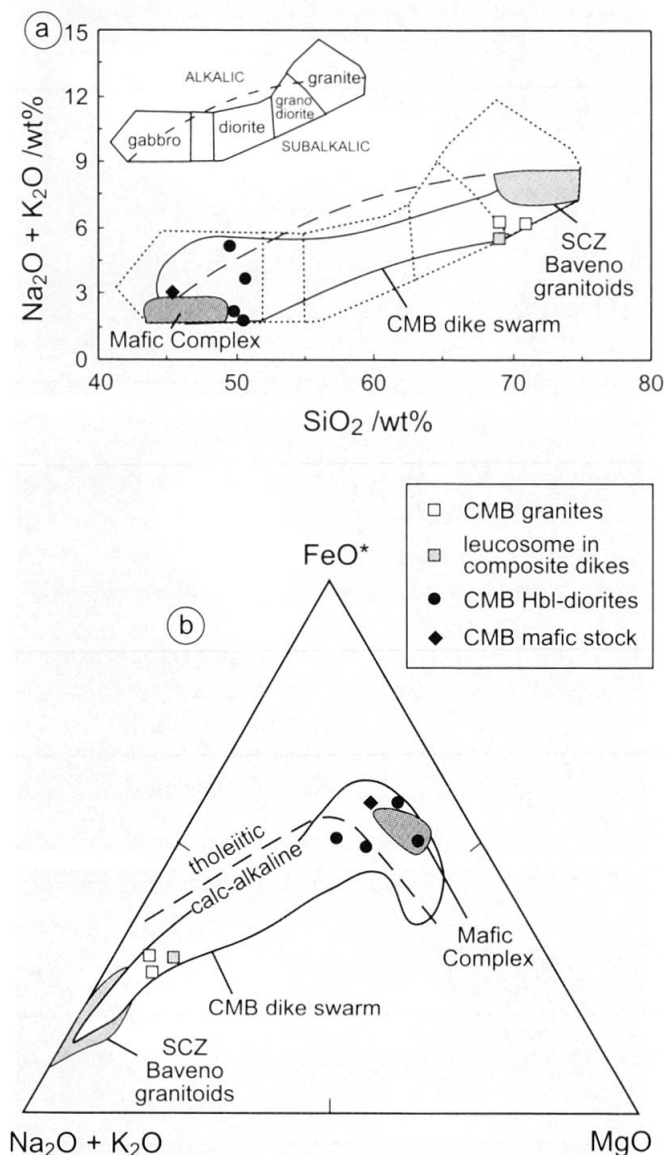 a
15
12
9
6
3
0
Na₂O + K₂O /wt%
ALKALIC
granite
grano
diorite
diorite
gabbro
SUBALKALIC
SCZ
Baveno
granitoids
CMB dike swarm
Mafic Complex
40
50
60
70
80
SiO₂ /wt%
CMB granites
leucosome in
composite dikes
CMB Hbl-diorites
CMB mafic stock
b
FeO*
tholeiitic
calc-alkaline
Mafic
Complex
CMB dike swarm
SCZ
Baveno
granitoids
Na₂O + K₂O
MgO